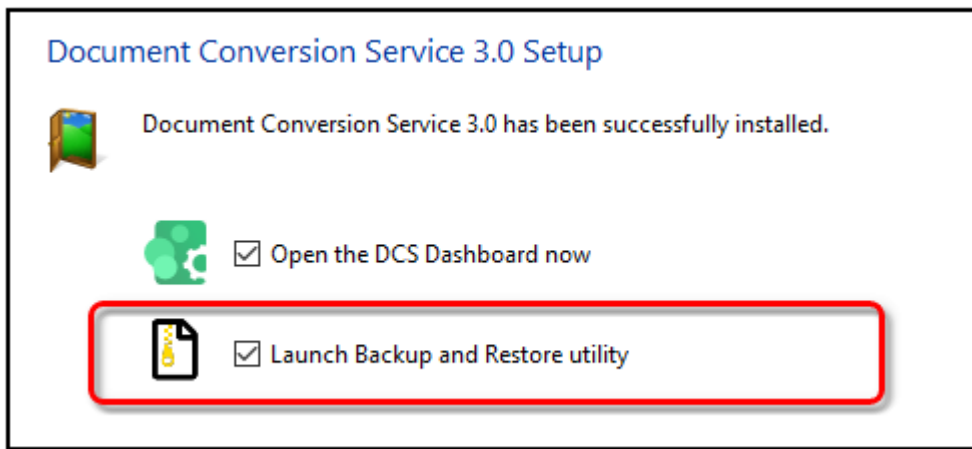 Document Conversion Service 3.0 Setup
Document Conversion Service 3.0 has been successfully installed.
Open the DCS Dashboard now
Launch Backup and Restore utility